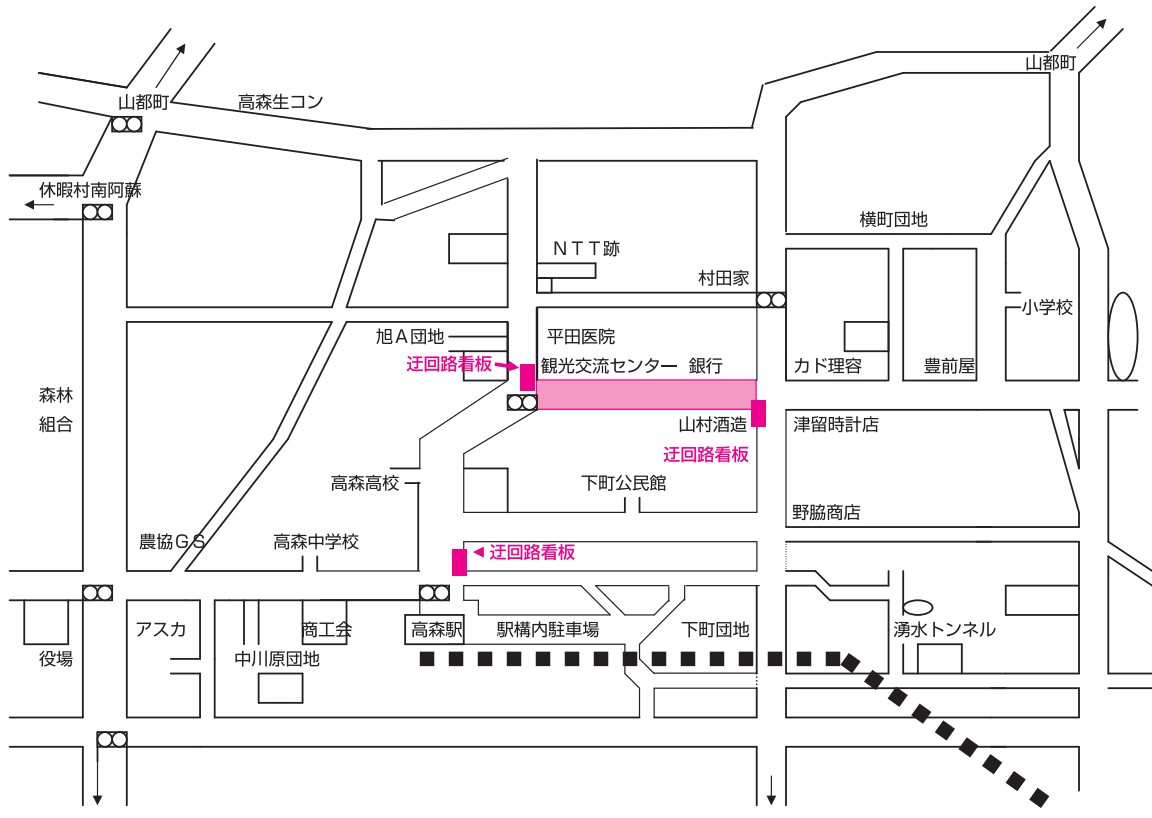 山都町
山都町
高森生コン
休暇村南阿蘇
横町団地
ＮＴＴ跡
村田家
小学校
旭Ａ団地
平田医院
迂回路看板
観光交流センター 銀行
カド理容
豊前屋
森林
組合
山村酒造
津留時計店
迂回路看板
高森高校
下町公民館
野脇商店
農協ＧＳ
高森中学校
迂回路看板
アスカ
商工会
高森駅
駅構内駐車場
下町団地
湧水トンネル
役場
中川原団地